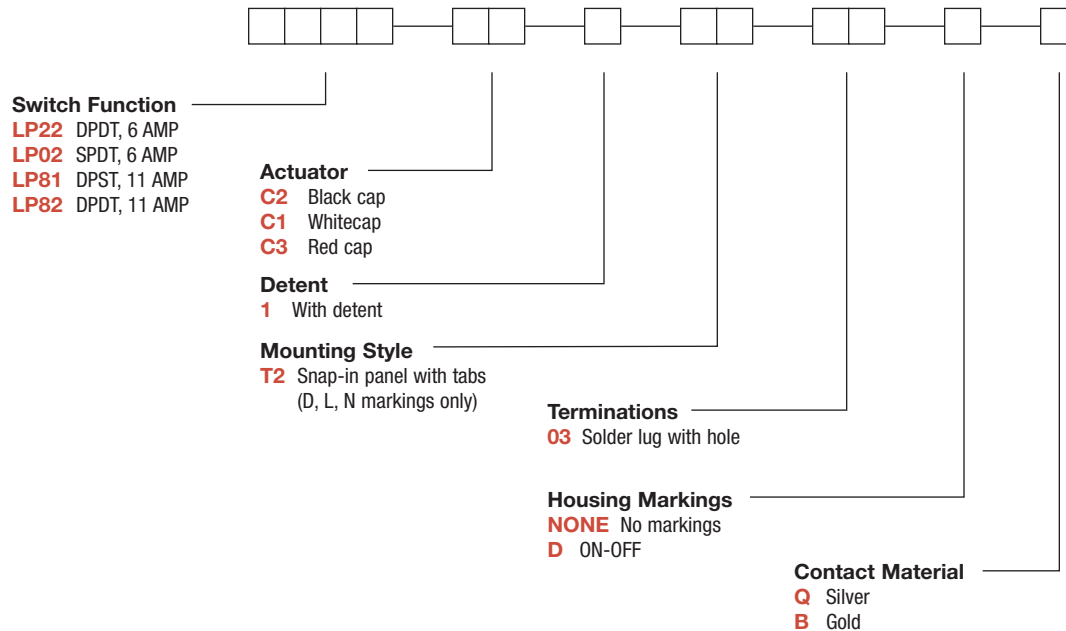 Switch Function
LP22 DPDT, 6 AMP
LP02 SPDT, 6 AMP
LP81 DPST, 11 AMP
LP82 DPDT, 11 AMP
Actuator
C2 Black cap
C1 Whitecap
C3 Red cap
Detent
1 With detent
Mounting Style
T2 Snap-in panel with tabs
(D, L, N markings only)
Terminations
03 Solder lug with hole
Housing Markings
NONE No markings
D ON-OFF
Contact Material
Q Silver
B Gold